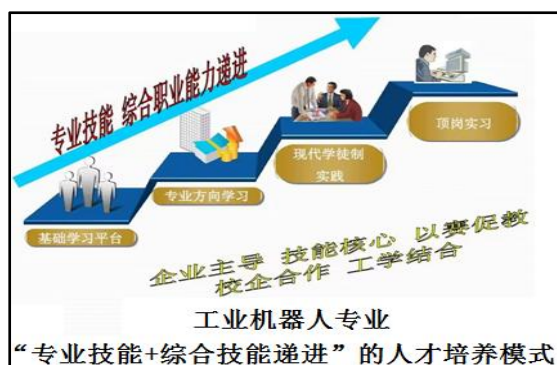 专业技能 综合职业能力递进
顶岗实习
现代学徒制
实践
专业方向学习
基础学习平台
企业主导 技能核心 以赛促教
校企合作 工学结合
工业机器人专业
“专业技能+综合技能递进”的人才培养模式